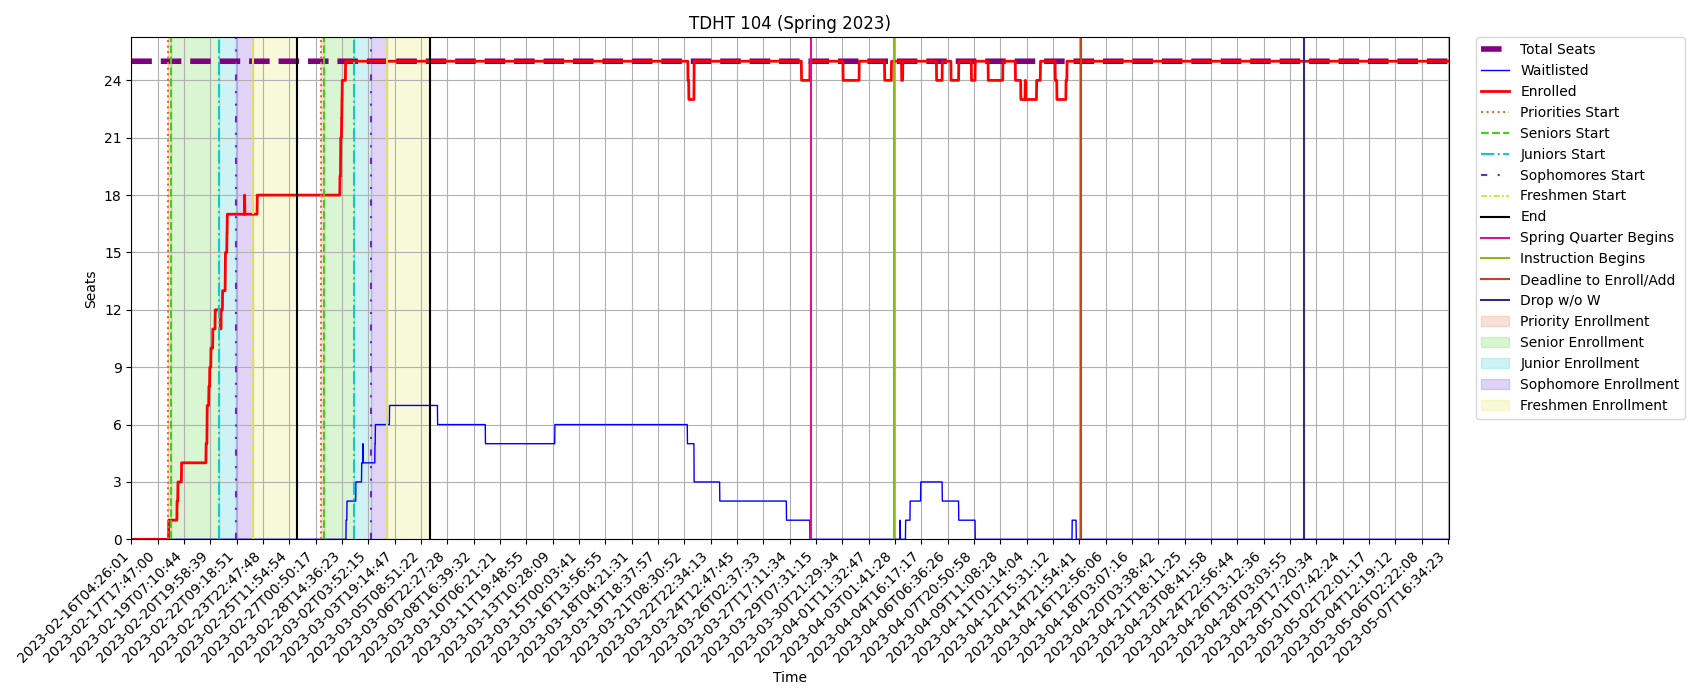 TDHT 104 (Spring 2023)
Seats
24
21
18
15
12
9
6
3
0
2023-02-16T04:26:01
2023-02-17T17:47:00
2023-02-19T07:10:44
2023-02-20T19:58:39
2023-02-22T09:18:51
2023-02-23T22:47:48
2023-02-25T11:54:54
2023-02-27T00:50:17
2023-02-28T14:36:23
2023-03-02T03:52:15
2023-03-03T19:14:47
2023-03-05T08:51:22
2023-03-06T22:27:28
2023-03-08T16:39:32
2023-03-10T06:21:21
2023-03-11T19:48:55
2023-03-13T10:28:09
2023-03-15T00:03:41
2023-03-16T13:56:55
2023-03-18T04:21:31
2023-03-19T18:37:57
2023-03-21T08:30:52
2023-03-22T22:34:13
2023-03-24T12:47:45
2023-03-26T02:37:33
2023-03-27T17:11:34
2023-03-29T07:31:15
2023-03-30T21:29:34
2023-04-01T11:32:47
2023-04-03T01:41:28
2023-04-04T16:17:17
2023-04-06T06:36:26
2023-04-07T20:50:58
2023-04-09T11:08:28
2023-04-11T01:14:04
2023-04-12T15:31:12
2023-04-14T21:54:41
2023-04-16T12:56:06
2023-04-18T03:07:16
2023-04-20T03:38:42
2023-04-21T18:11:25
2023-04-23T08:41:58
2023-04-24T22:56:44
2023-04-26T13:12:36
2023-04-28T03:03:55
2023-04-29T17:20:34
2023-05-01T07:42:24
2023-05-02T22:01:17
2023-05-04T12:19:12
2023-05-06T02:22:08
2023-05-07T16:34:23
Time
Total Seats
Waitlisted
Enrolled
Priorities Start
Seniors Start
Juniors Start
Sophomores Start
Freshmen Start
End
Spring Quarter Begins
Instruction Begins
Deadline to Enroll/Add
Drop w/o W
Priority Enrollment
Senior Enrollment
Junior Enrollment
Sophomore Enrollment
Freshmen Enrollment